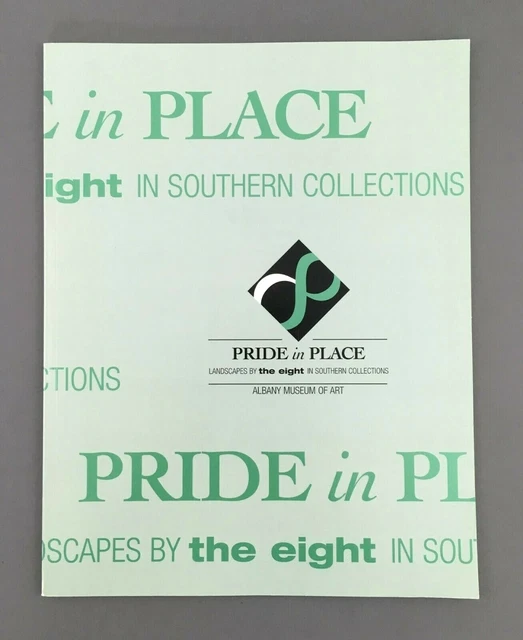 E in PLACE
ight IN SOUTHERN COLLECTIONS
PRIDE in PLACE
LANDSCAPES BY the eight IN SOUTHERN COLLECTIONS
ALBANY MUSEUM OF ART
CTIONS
PRIDE in PL
DSCAPES BY the eight IN SOUT